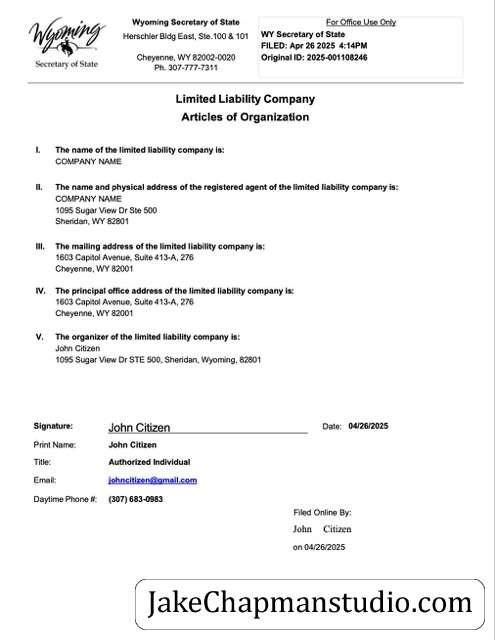 Wyoming
Secretary of State
Wyoming Secretary of State
Herschler Bldg East, Ste.100 & 101
Cheyenne, WY 82002-0020
Ph. 307-777-7311
For Office Use Only
WY Secretary of State
FILED: Apr 26 2025 4:14PM
Original ID: 2025-001108246
Limited Liability Company
Articles of Organization
I. The name of the limited liability company is:
COMPANY NAME
II. The name and physical address of the registered agent of the limited liability company is:
COMPANY NAME
1095 Sugar View Dr Ste 500
Sheridan, WY 82801
III. The mailing address of the limited liability company is:
1603 Capitol Avenue, Suite 413-A, 276
Cheyenne, WY 82001
IV. The principal office address of the limited liability company is:
1603 Capitol Avenue, Suite 413-A, 276
Cheyenne, WY 82001
V. The organizer of the limited liability company is:
John Citizen
1095 Sugar View Dr STE 500, Sheridan, Wyoming, 82801
Signature: John Citizen Date: 04/26/2025
Print Name: John Citizen
Title: Authorized Individual
Email: johncitizen@gmail.com
Daytime Phone #: (307) 683-0983
Filed Online By:
John Citizen
on 04/26/2025
JakeChapmanstudio.com